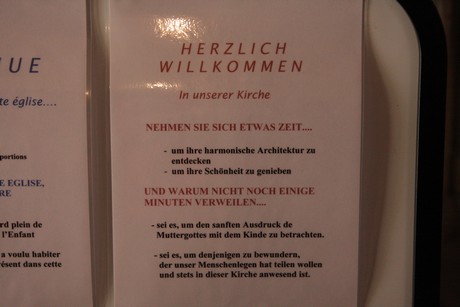 UE
te église....
portions
E EGLISE,
RE
rd plein de
l'Enfant
a voulu habiter
résent dans cette
HERZLICH
WILLKOMMEN
In unserer Kirche
NEHMEN SIE SICH ETWAS ZEIT....
- um ihre harmonische Architektur zu
entdecken
- um ihre Schönheit zu genieben
UND WARUM NICHT NOCH EINIGE
MINUTEN VERWEILEN....
- sei es, um den sanften Ausdruck de
Muttergottes mit dem Kinde zu betrachten.
- sei es, um denjenigen zu bewundern,
der unser Menschenlegen hat teilen wollen
und stets in dieser Kirche anwesend ist.